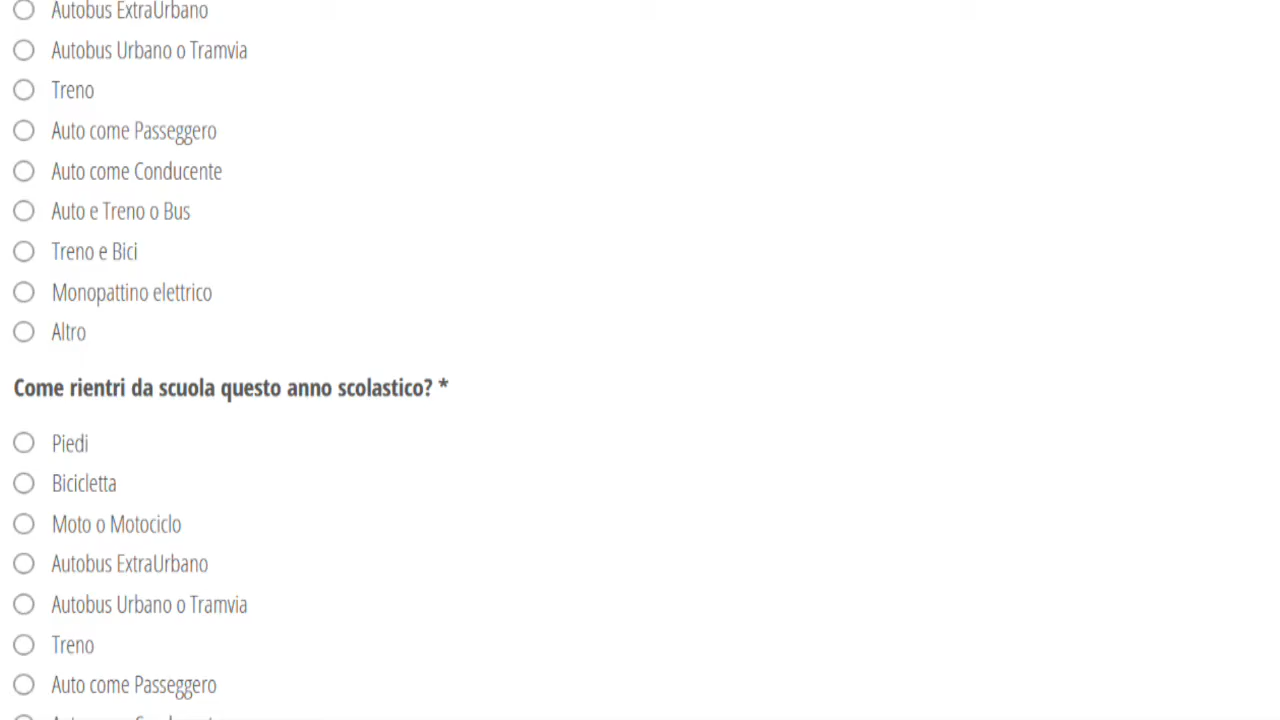 Autobus ExtraUrbano
Autobus Urbano o Tramvia
Treno
Auto come Passeggero
Auto come Conducente
Auto e Treno o Bus
Treno e Bici
Monopattino elettrico
Altro
Come rientri da scuola questo anno scolastico? *
Piedi
Bicicletta
Moto o Motociclo
Autobus ExtraUrbano
Autobus Urbano o Tramvia
Treno
Auto come Passeggero